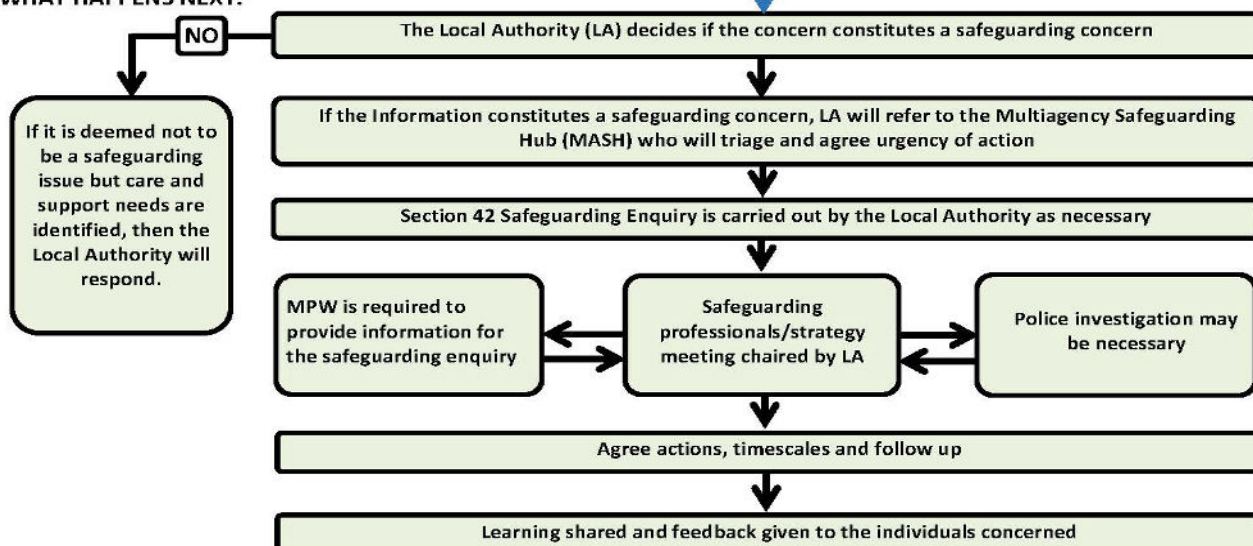 WHAT HAPPENS NEXT:
NO
The Local Authority (LA) decides if the concern constitutes a safeguarding concern
If it is deemed not to
be a safeguarding
issue but care and
support needs are
identified, then the
Local Authority will
respond.
If the Information constitutes a safeguarding concern, LA will refer to the Multiagency Safeguarding
Hub (MASH) who will triage and agree urgency of action
Section 42 Safeguarding Enquiry is carried out by the Local Authority as necessary
MPW is required to
provide information for
the safeguarding enquiry
Safeguarding
professionals/strategy
meeting chaired by LA
Police investigation may
be necessary
Agree actions, timescales and follow up
Learning shared and feedback given to the individuals concerned